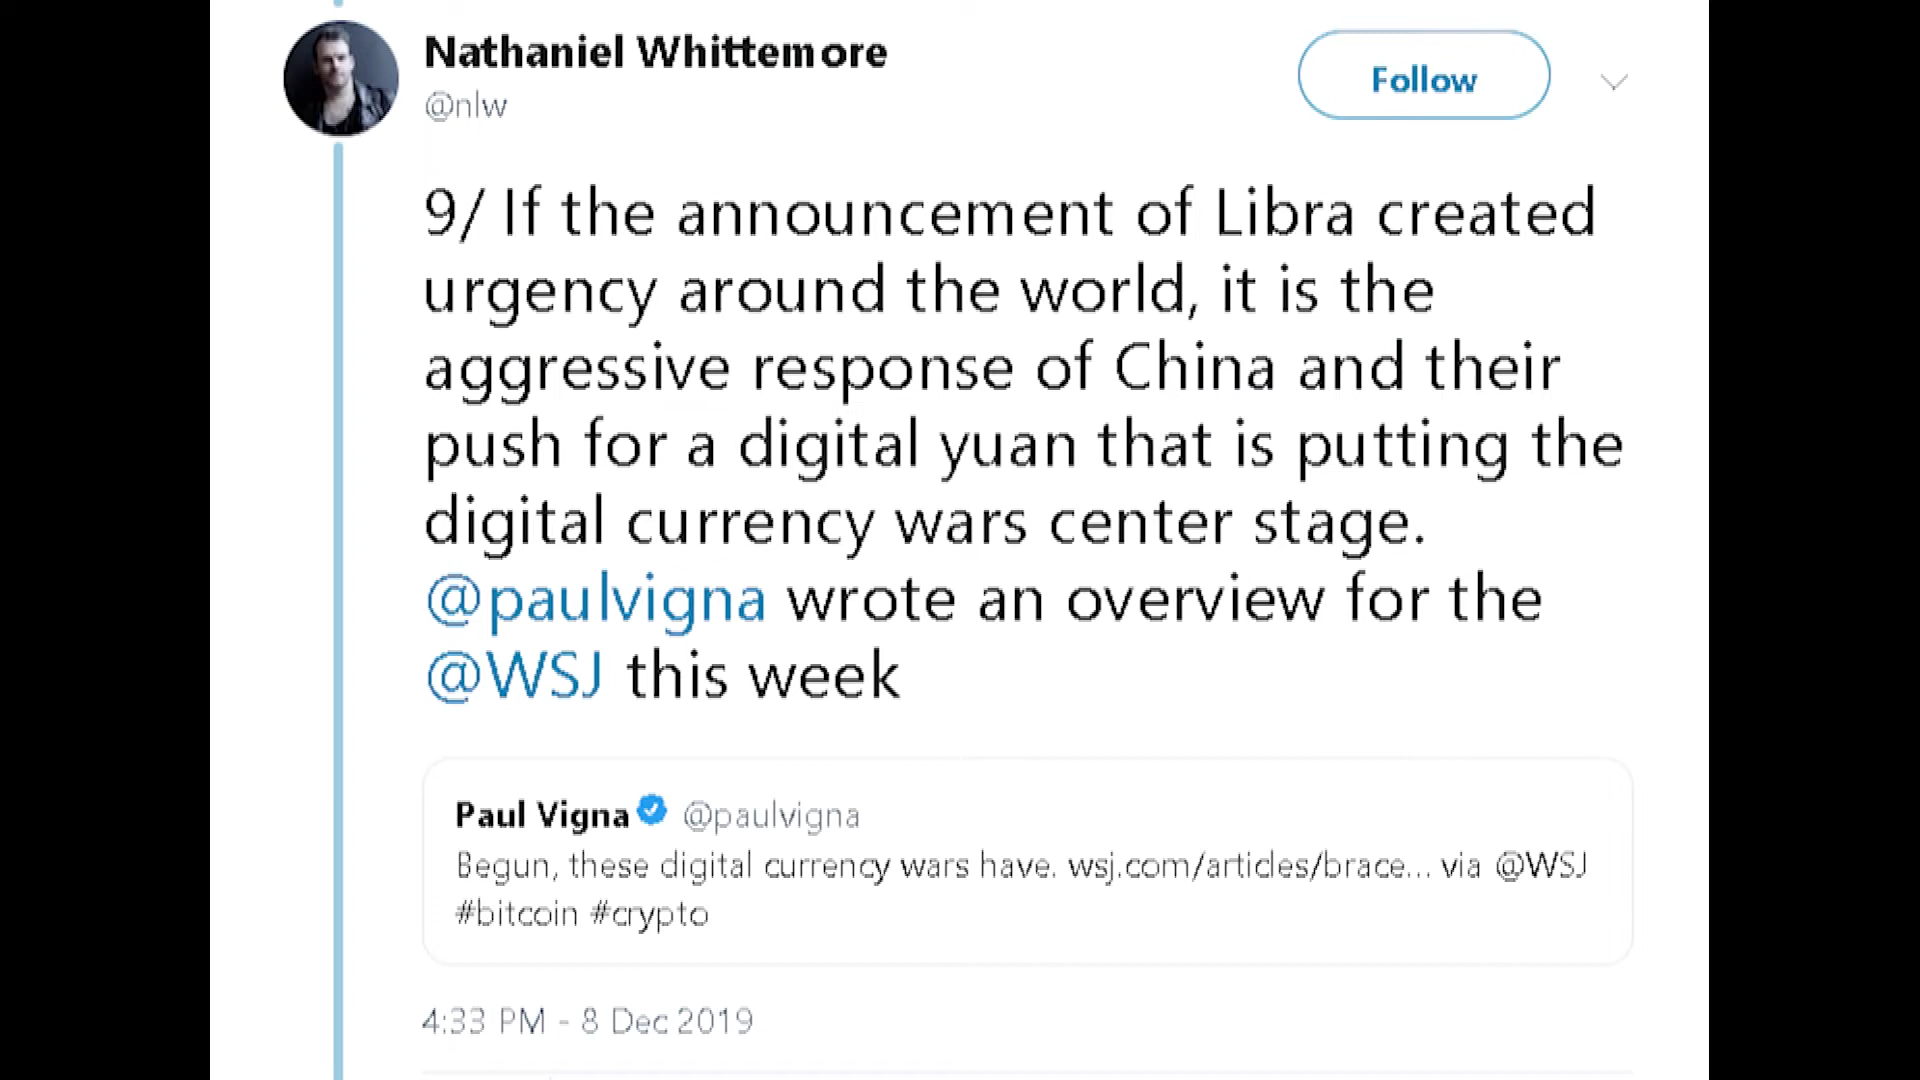 Nathaniel Whittemore
@nlw
Follow
9/ If the announcement of Libra created
urgency around the world, it is the
aggressive response of China and their
push for a digital yuan that is putting the
digital currency wars center stage.
@paulvigna wrote an overview for the
@WSJ this week
Paul Vigna @paulvigna
Begun, these digital currency wars have. wsj.com/articles/brace... via @WSJ
#bitcoin #crypto
4:33 PM - 8 Dec 2019